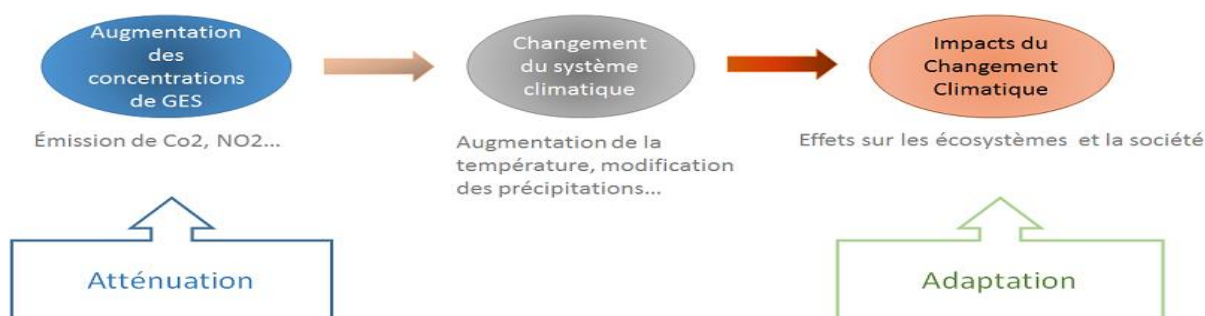 Augmentation
des
concentrations
de GES
Changement
du système
climatique
Impacts du
Changement
Climatique
Émission de Co2, NO2...
Augmentation de la
température, modification
des précipitations...
Effets sur les écosystèmes et la société
Atténuation
Adaptation